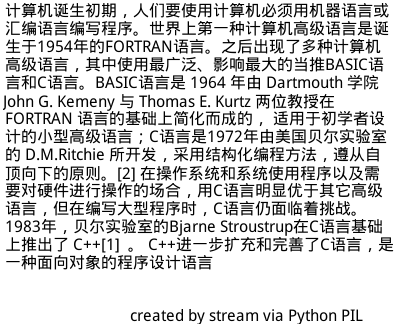 计算机诞生初期，人们要使用计算机必须用机器语言或
汇编语言编写程序。世界上第一种计算机高级语言是诞
生于1954年的FORTRAN语言。之后出现了多种计算机
高级语言，其中使用最广泛、影响最大的当推BASIC语
言和C语言。BASIC语言是 1964 年由 Dartmouth 学院
John G. Kemeny 与 Thomas E. Kurtz 两位教授在
FORTRAN 语言的基础上简化而成的， 适用于初学者设
计的小型高级语言；C语言是1972年由美国贝尔实验室
的 D.M.Ritchie 所开发，采用结构化编程方法，遵从自
顶向下的原则。[2] 在操作系统和系统使用程序以及需
要对硬件进行操作的场合，用C语言明显优于其它高级
语言，但在编写大型程序时，C语言仍面临着挑战。
1983年，贝尔实验室的Bjarne Stroustrup在C语言基础
上推出了 C++[1] 。 C++进一步扩充和完善了C语言，是
一种面向对象的程序设计语言
created by stream via Python PIL